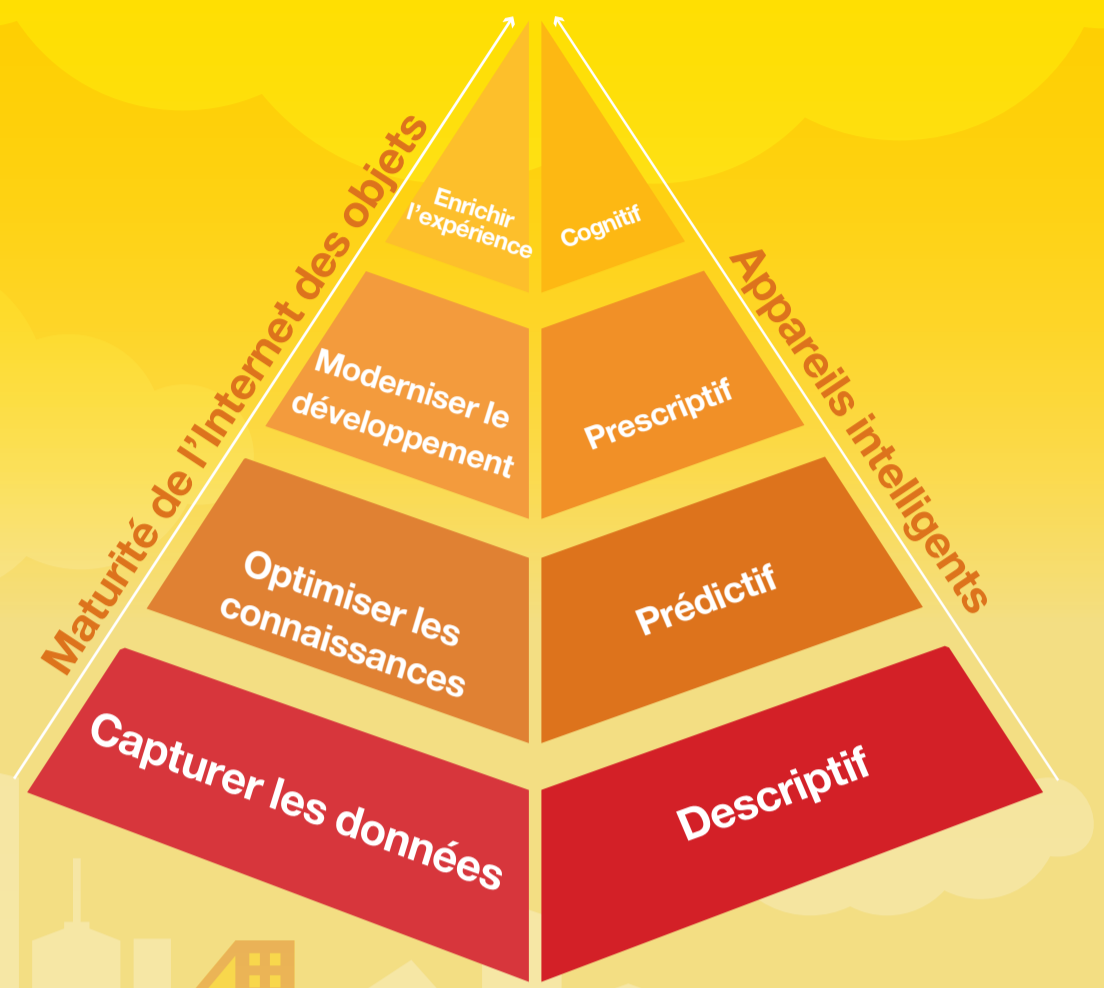 Maturité de l'Internet des objets
Appareils intelligents
Enrichir
l'expérience
Cognitif
Moderniser le
développement
Prescriptif
Optimiser les
connaissances
Prédictif
Capturer les données
Descriptif